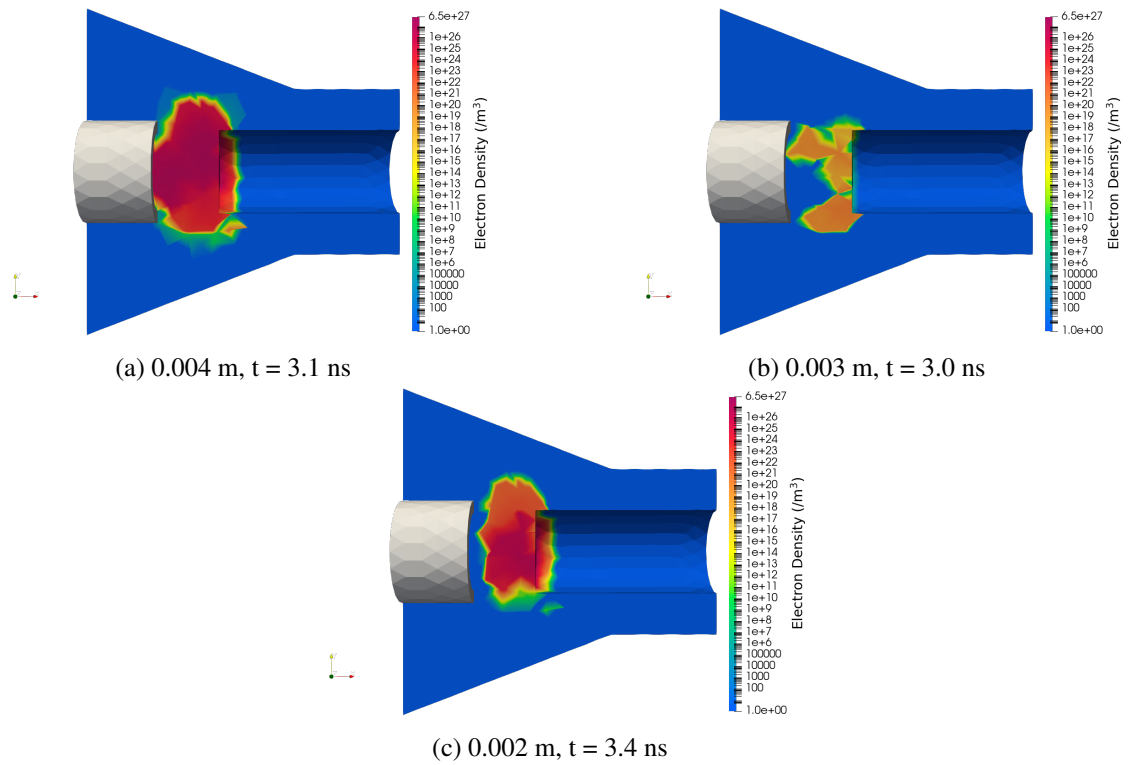 6.5e+27
1e+26
1e+25
1e+24
1e+23
1e+22
1e+21
1e+20
1e+19
1e+18
1e+17
1e+16
1e+15
1e+14
1e+13
1e+12
1e+11
1e+10
1e+9
1e+8
1e+7
1e+6
100000
10000
1000
100
1.0e+00
Electron Density (/m³)
(a) 0.004 m, t = 3.1 ns
6.5e+27
1e+26
1e+25
1e+24
1e+23
1e+22
1e+21
1e+20
1e+19
1e+18
1e+17
1e+16
1e+15
1e+14
1e+13
1e+12
1e+11
1e+10
1e+9
1e+8
1e+7
1e+6
100000
10000
1000
100
1.0e+00
Electron Density (/m³)
(b) 0.003 m, t = 3.0 ns
6.5e+27
1e+26
1e+25
1e+24
1e+23
1e+22
1e+21
1e+20
1e+19
1e+18
1e+17
1e+16
1e+15
1e+14
1e+13
1e+12
1e+11
1e+10
1e+9
1e+8
1e+7
1e+6
100000
10000
1000
100
1.0e+00
Electron Density (/m³)
(c) 0.002 m, t = 3.4 ns